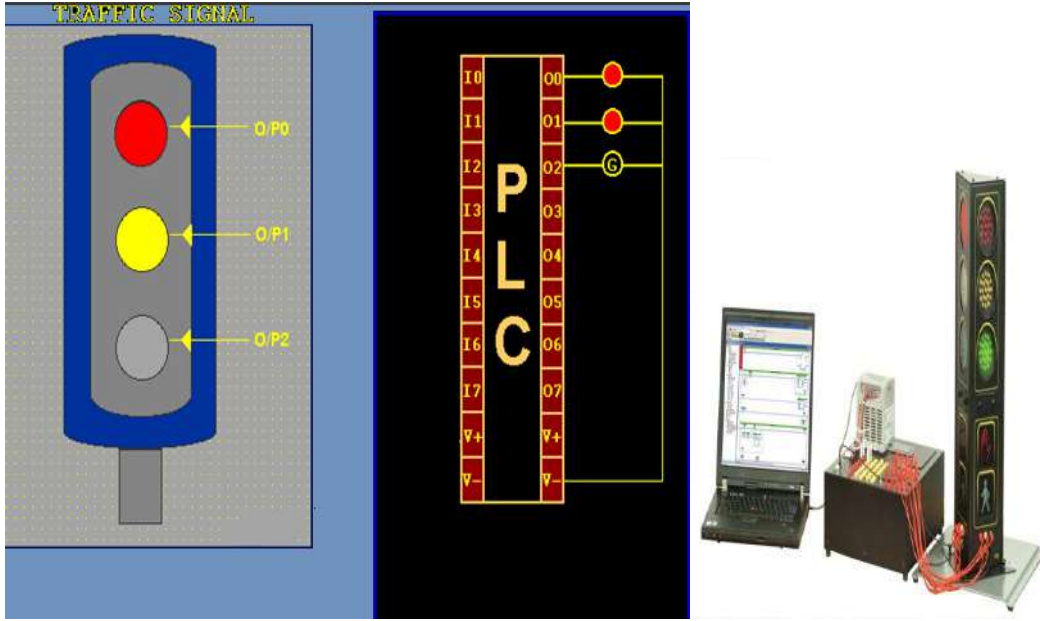 TRAFFIC SIGNAL
O/P0
O/P1
O/P2
PLC
I0
I1
I2
I3
I4
I5
I6
I7
V+
V-
O0
O1
O2
O3
O4
O5
O6
O7
V+
V-
G